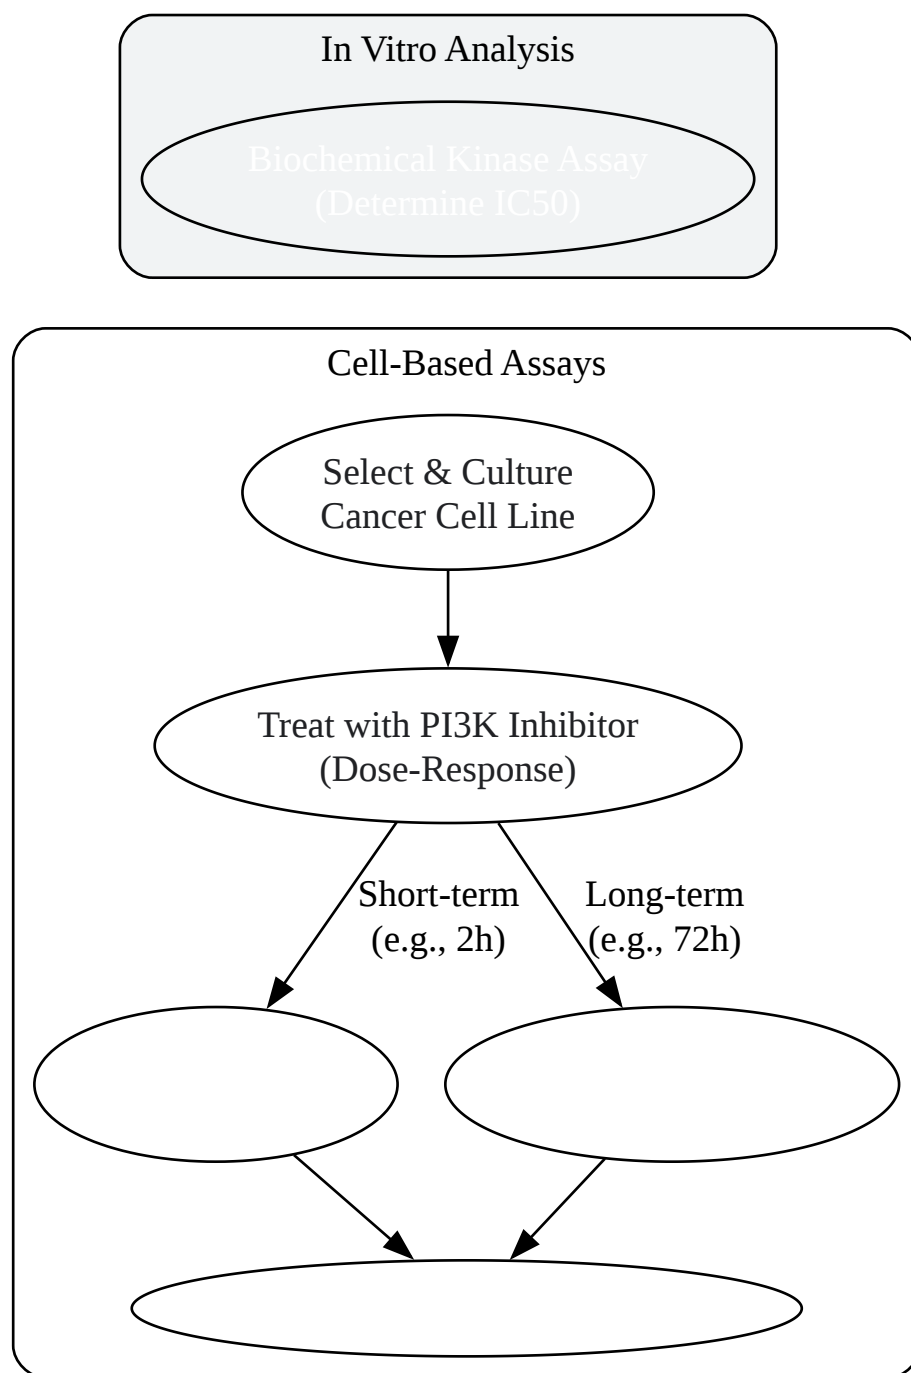 In Vitro Analysis
Biochemical Kinase Assay
(Determine IC50)
Cell-Based Assays
Select & Culture
Cancer Cell Line
Treat with PI3K Inhibitor
(Dose-Response)
Short-term
(e.g., 2h)
Long-term
(e.g., 72h)